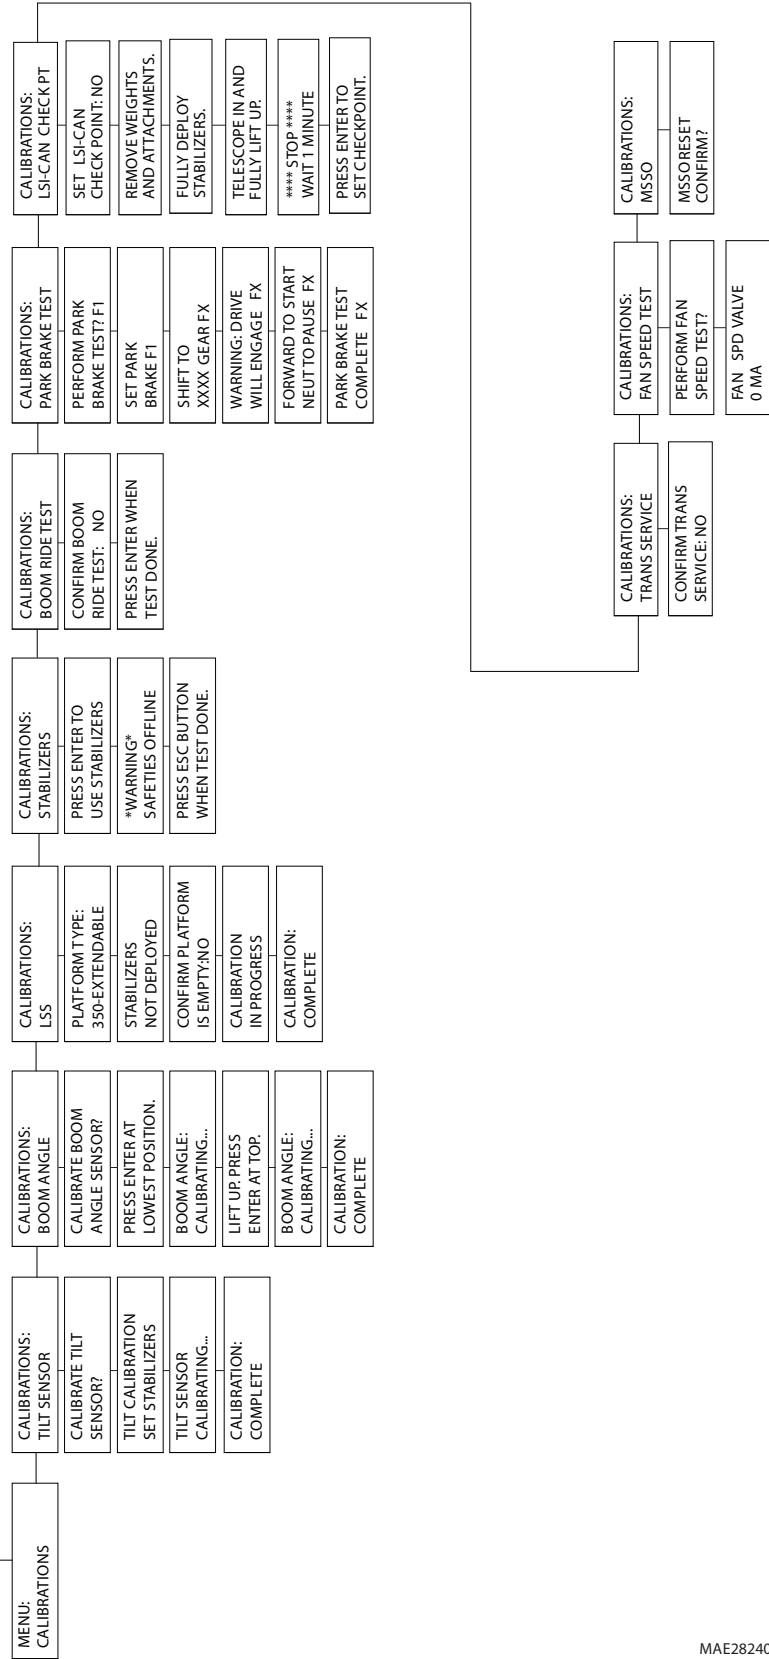 MENU:
CALIBRATIONS
CALIBRATIONS:
TILT SENSOR
CALIBRATE TILT
SENSOR?
TILT CALIBRATION
SET STABILIZERS
TILT SENSOR
CALIBRATING...
CALIBRATION:
COMPLETE
CALIBRATIONS:
BOOM ANGLE
CALIBRATE BOOM
ANGLE SENSOR?
PRESS ENTER AT
LOWEST POSITION.
BOOM ANGLE:
CALIBRATING...
LIFT UP. PRESS
ENTER AT TOP.
BOOM ANGLE:
CALIBRATING...
CALIBRATION:
COMPLETE
CALIBRATIONS:
LSS
PLATFORM TYPE:
350-EXTENDABLE
STABILIZERS
NOT DEPLOYED
CONFIRM PLATFORM
IS EMPTY:NO
CALIBRATION
IN PROGRESS
CALIBRATION:
COMPLETE
CALIBRATIONS:
STABILIZERS
PRESS ENTER TO
USE STABILIZERS
*WARNING*
SAFETIES OFFLINE
PRESS ESC BUTTON
WHEN TEST DONE.
CALIBRATIONS:
BOOM RIDE TEST
CONFIRM BOOM
RIDE TEST: NO
PRESS ENTER WHEN
TEST DONE.
CALIBRATIONS:
PARK BRAKE TEST
PERFORM PARK
BRAKE TEST? F1
SET PARK
BRAKE F1
SHIFT TO
XXXX GEAR FX
WARNING: DRIVE
WILL ENGAGE FX
FORWARD TO START
NEUT TO PAUSE FX
PARK BRAKE TEST
COMPLETE FX
CALIBRATIONS:
LSI-CAN CHECK PT
SET LSI-CAN
CHECK POINT: NO
REMOVE WEIGHTS
AND ATTACHMENTS.
FULLY DEPLOY
STABILIZERS.
TELESCOPE IN AND
FULLY LIFT UP.
**** STOP ****
WAIT 1 MINUTE
PRESS ENTER TO
SET CHECKPOINT.
CALIBRATIONS:
TRANS SERVICE
CONFIRM TRANS
SERVICE: NO
CALIBRATIONS:
FAN SPEED TEST
PERFORM FAN
SPEED TEST?
FAN SPD VALVE
0 MA
CALIBRATIONS:
MSSO
MSSO RESET
CONFIRM?
MAE28240